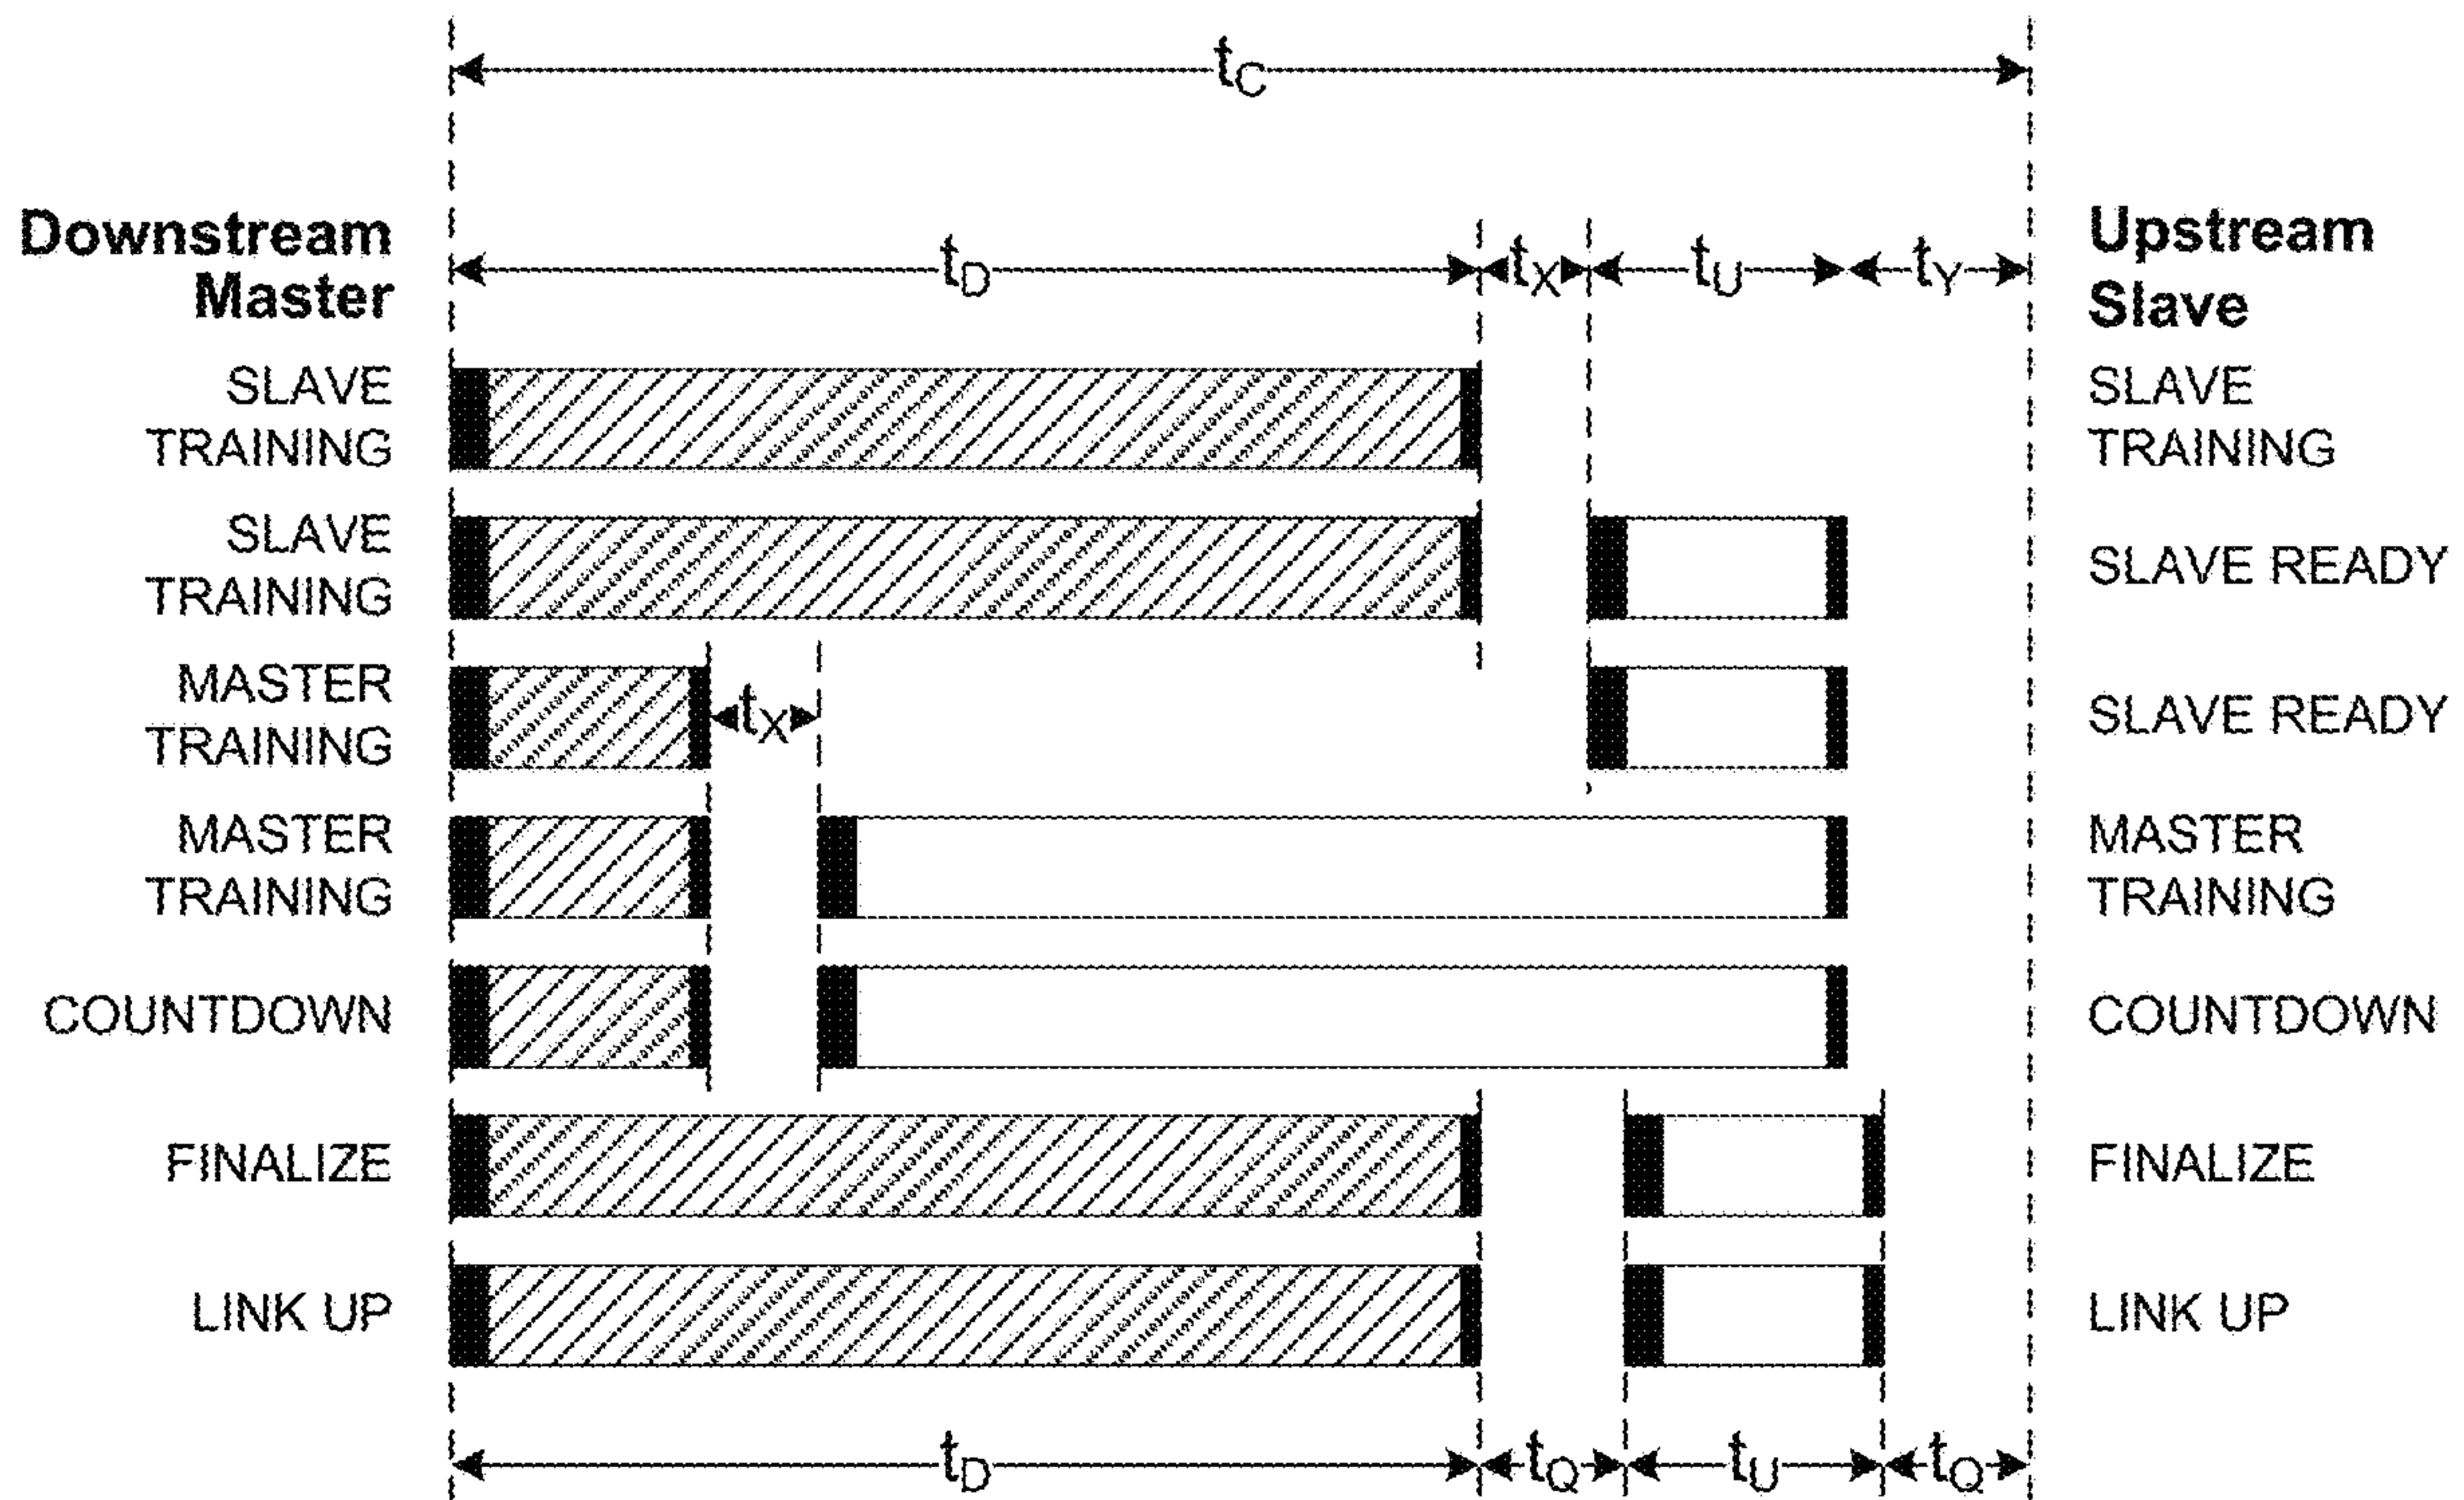 tC
Downstream
Master
tD
tX
tU
tY
Upstream
Slave
SLAVE
TRAINING
SLAVE
TRAINING
SLAVE
TRAINING
SLAVE READY
MASTER
TRAINING
tX
SLAVE READY
MASTER
TRAINING
MASTER
TRAINING
COUNTDOWN
COUNTDOWN
FINALIZE
FINALIZE
LINK UP
LINK UP
tD
tQ
tU
tQ